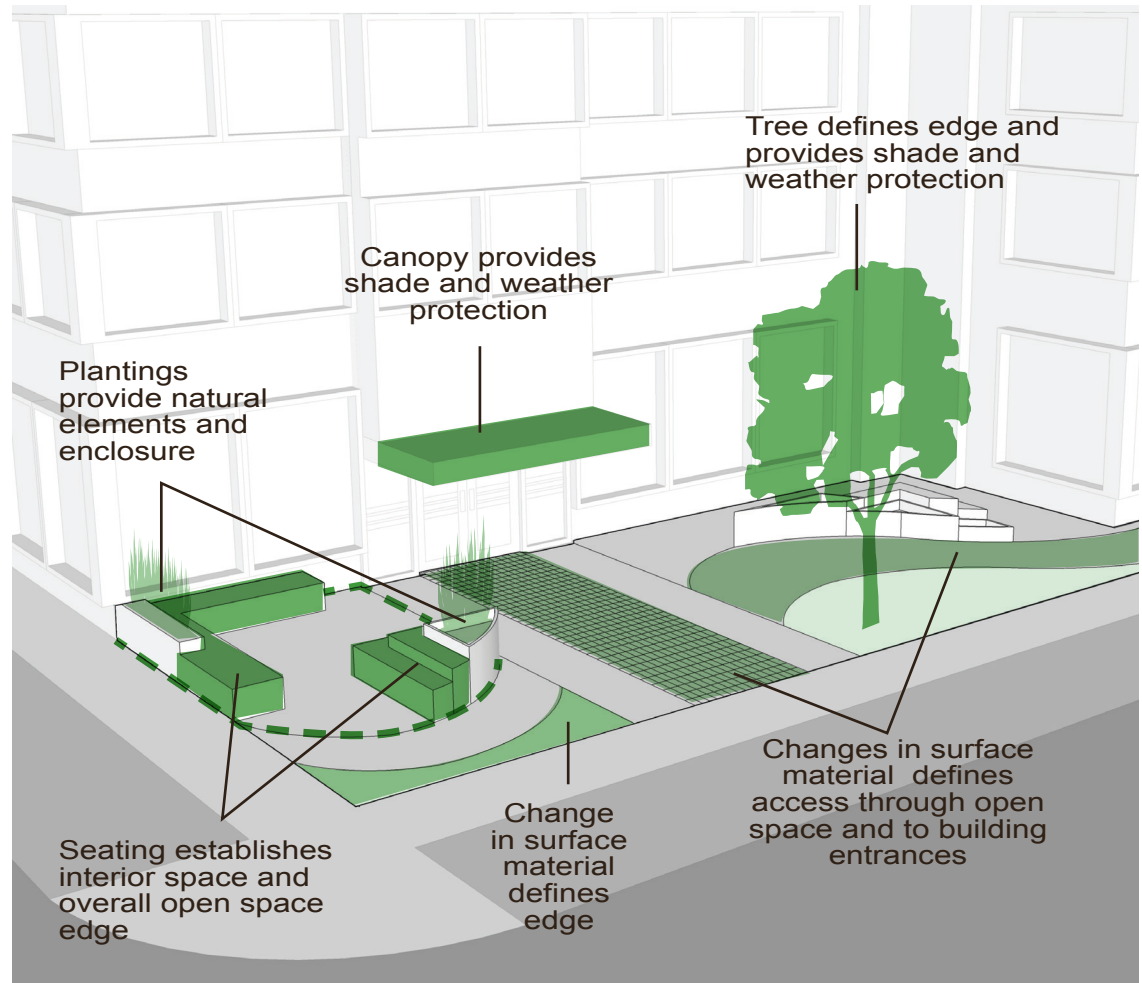 Tree defines edge and
provides shade and
weather protection
Canopy provides
shade and weather
protection
Plantings
provide natural
elements and
enclosure
Changes in surface
material  defines
access through open
space and to building
entrances
Change
in surface
material
defines
edge
Seating establishes
interior space and
overall open space
edge